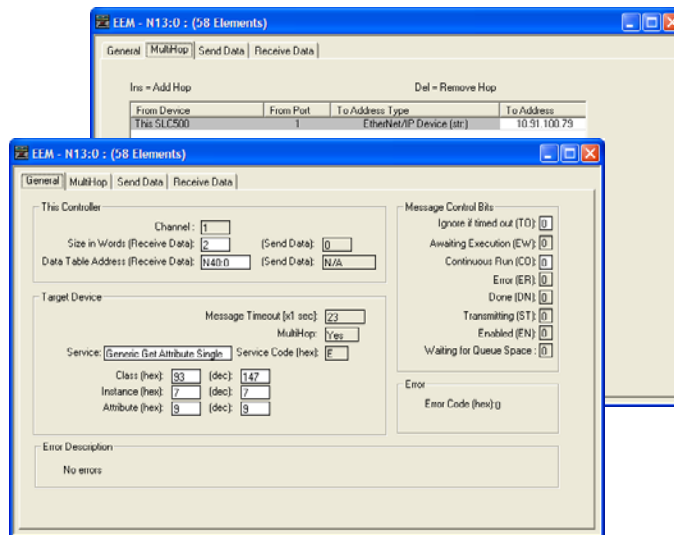 EEM - N13:0 : (58 Elements)
General MultiHop Send Data Receive Data
Ins = Add Hop Del = Remove Hop
From Device From Port To Address Type To Address
This SLC500 1 EtherNet/IP Device (str.) 10.91.100.79
EEM - N13:0 : (58 Elements)
General MultiHop Send Data Receive Data
This Controller
Channel: 1
Size in Words (Receive Data): 2 (Send Data): 0
Data Table Address (Receive Data): N40:0 (Send Data): N/A
Target Device
Message Timeout [x1 sec]: 23
MultiHop: Yes
Service: Generic Get Attribute Single Service Code (hex): E
Class (hex): 93 (dec): 147
Instance (hex): 7 (dec): 7
Attribute (hex): 9 (dec): 9
Message Control Bits
Ignore if timed out (TO): 0
Awaiting Execution (EW): 0
Continuous Run (CO): 0
Error (ER): 0
Done (DN): 0
Transmitting (ST): 0
Enabled (EN): 0
Waiting for Queue Space : 0
Error
Error Code (hex): 0
Error Description
No errors